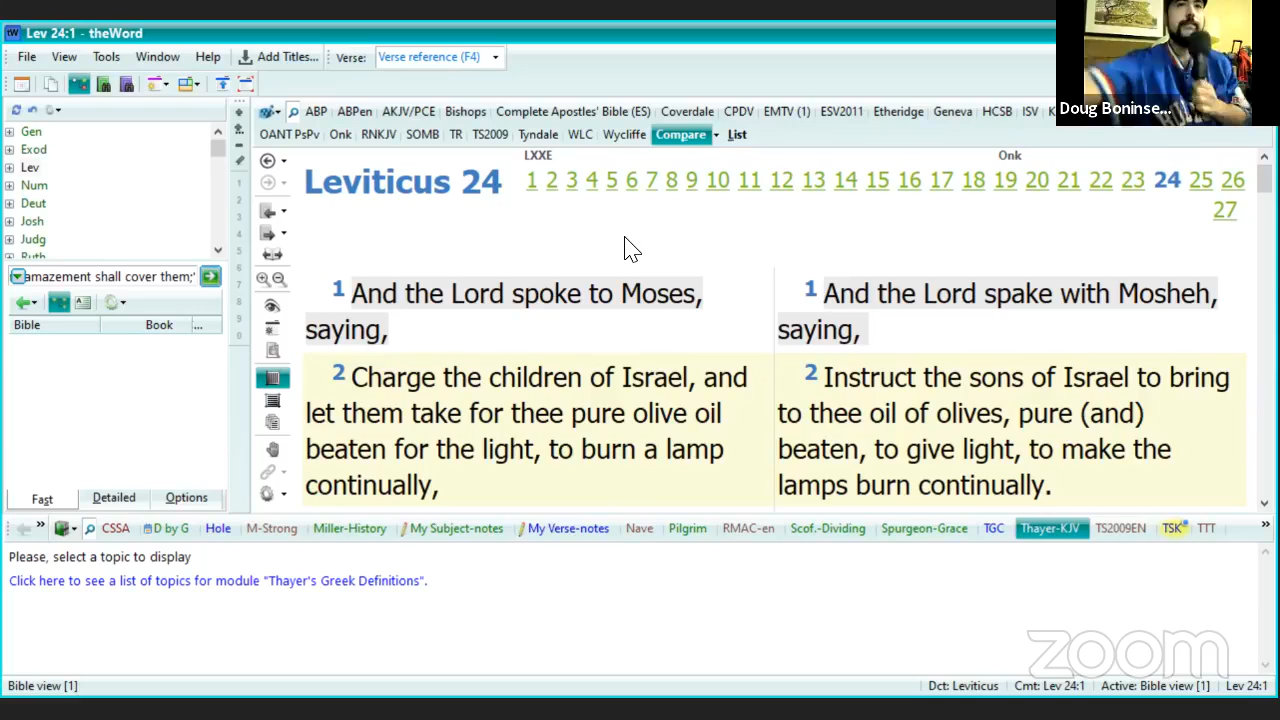 Lev 24:1 - theWord
File View Tools Window Help Add Titles... Verse: Verse reference (F4)
Doug Boninse...
ABP ABPen AKJV/PCE Bishops Complete Apostles' Bible (ES) Coverdale CPDV EMTV (1) ESV2011 Etheridge Geneva HCSB ISV
OANT PsPv Onk RNKJV SOMB TR TS2009 Tyndale WLC Wycliffe Compare List
Gen
Exod
Lev
Num
Deut
Josh
Judg
Ruth
amazement shall cover them;'
Bible Book ...
Fast Detailed Options
1
2
3
4
5
6
7
8
9
0
LXXE Onk
Leviticus 24 1 2 3 4 5 6 7 8 9 10 11 12 13 14 15 16 17 18 19 20 21 22 23 24 25 26
27
1 And the Lord spoke to Moses,
saying,
2 Charge the children of Israel, and
let them take for thee pure olive oil
beaten for the light, to burn a lamp
continually,
1 And the Lord spake with Mosheh,
saying,
2 Instruct the sons of Israel to bring
to thee oil of olives, pure (and)
beaten, to give light, to make the
lamps burn continually.
CSSA D by G Hole M-Strong Miller-History My Subject-notes My Verse-notes Nave Pilgrim RMAC-en Scof.-Dividing Spurgeon-Grace TGC Thayer-KJV TS2009EN TSK TTT
Please, select a topic to display
Click here to see a list of topics for module "Thayer's Greek Definitions".
zoom
Bible view [1] Dct: Leviticus Cmt: Lev 24:1 Active: Bible view [1] Lev 24:1